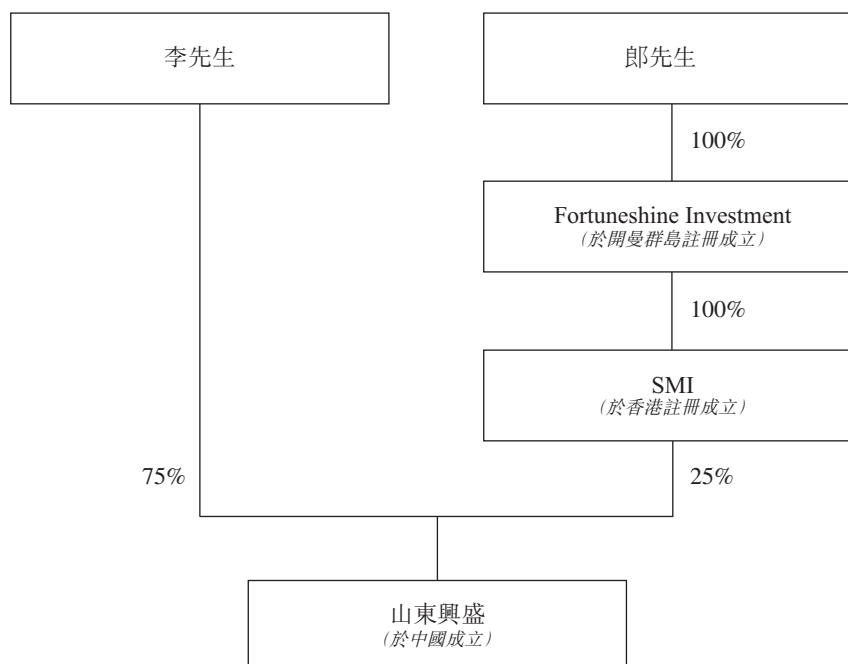 李先生
郎先生
100%
Fortuneshine Investment
(於開曼群島註冊成立)
100%
SMI
(於香港註冊成立)
75%
25%
山東興盛
(於中國成立)